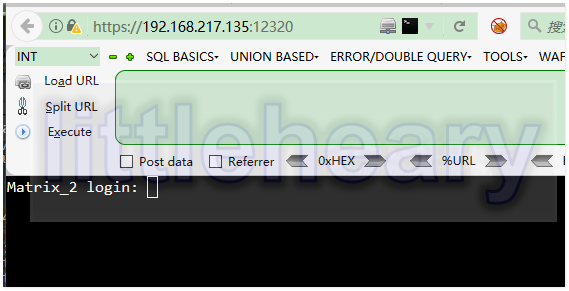 https://192.168.217.135:12320
搜索
INT
SQL BASICS
UNION BASED
ERROR/DOUBLE QUERY
TOOLS
WAF
Load URL
Split URL
Execute
littleheary
Post data
Referrer
0xHEX
%URL
Matrix_2 login: